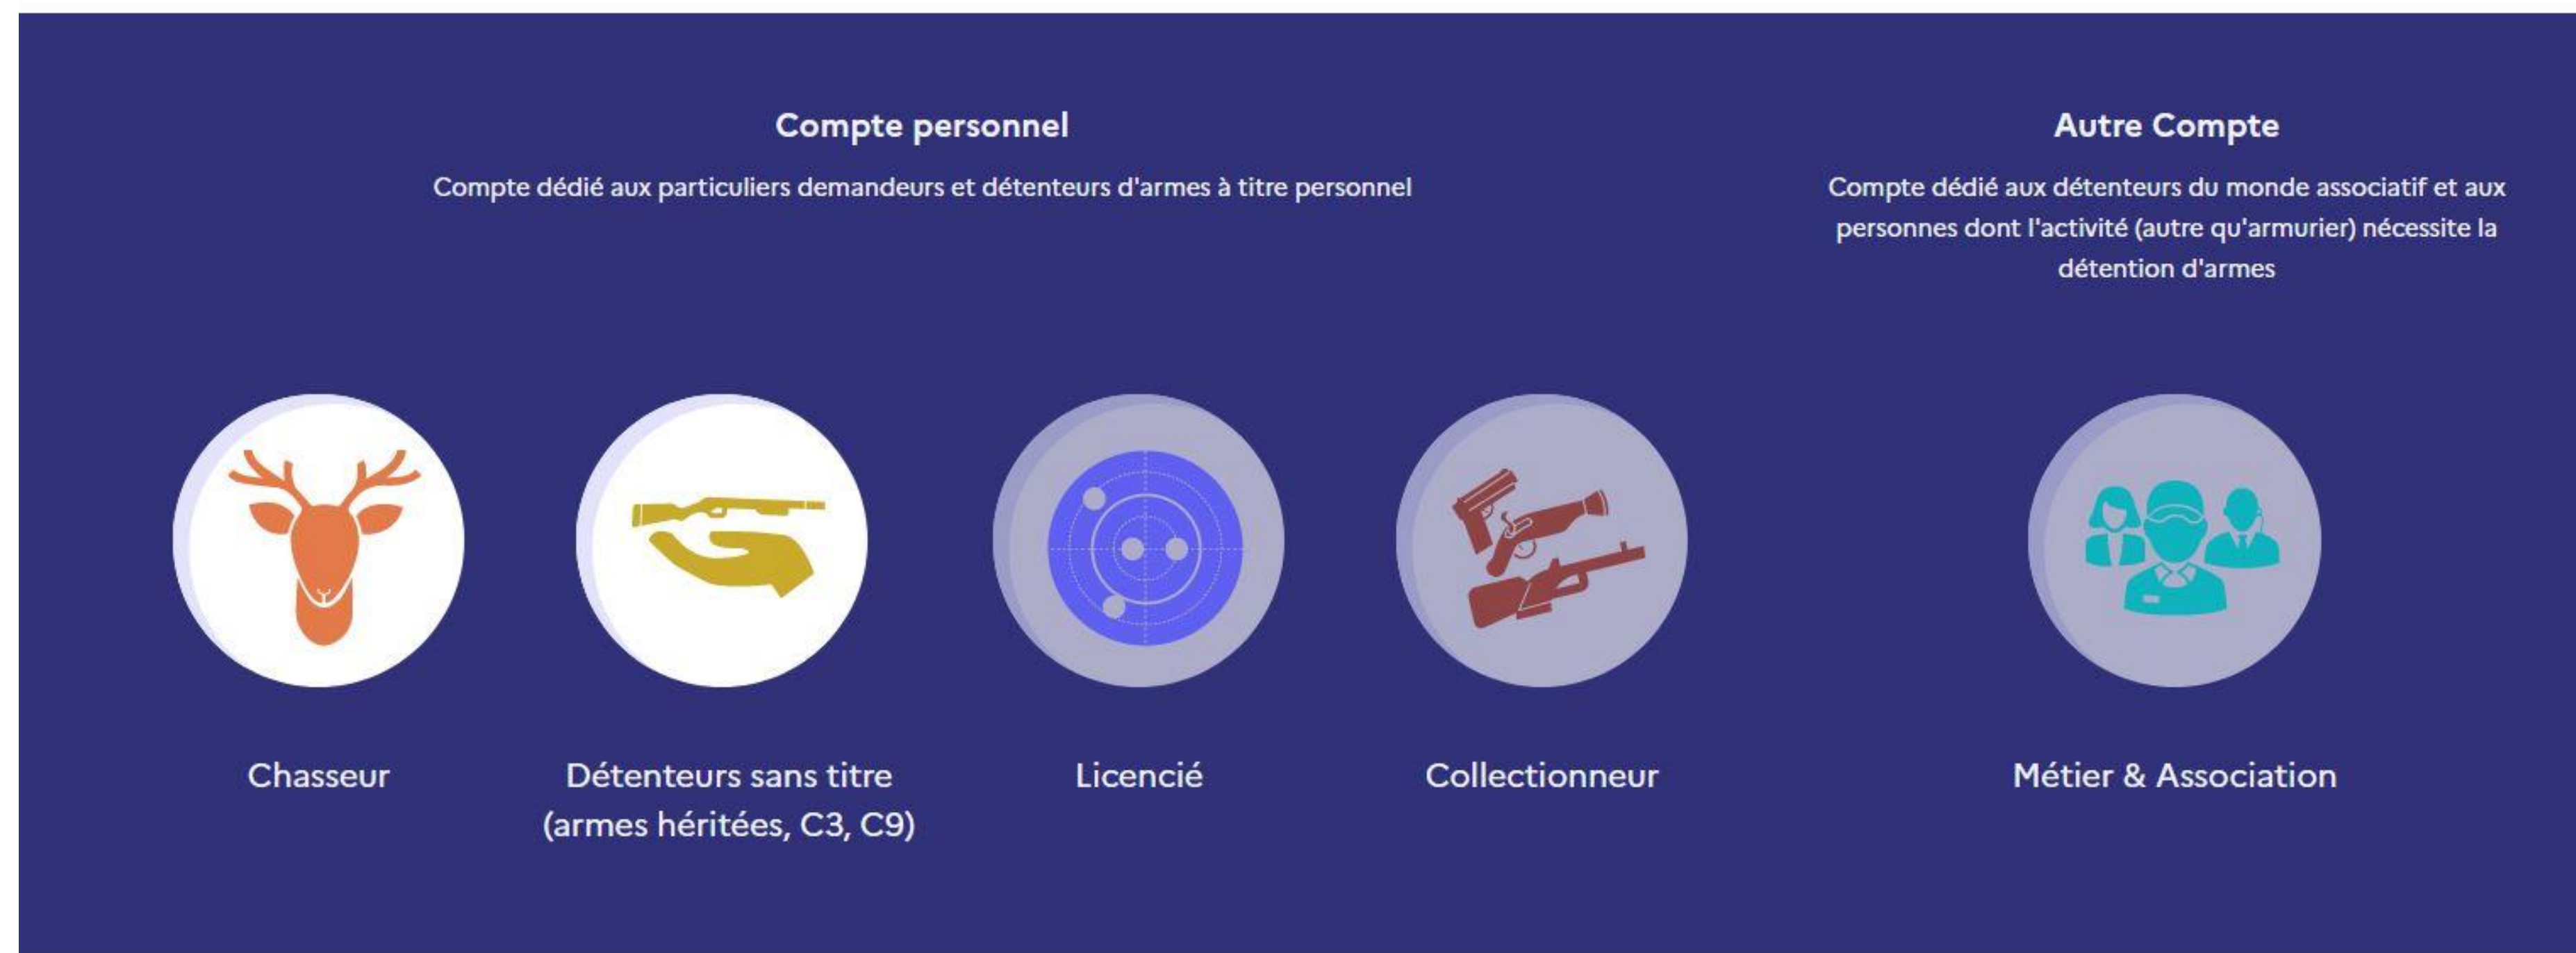 Compte personnel
Compte dédié aux particuliers demandeurs et détenteurs d'armes à titre personnel
Autre Compte
Compte dédié aux détenteurs du monde associatif et aux
personnes dont l'activité (autre qu'armurier) nécessite la
détention d'armes
Chasseur
Détenteurs sans titre
(armes héritées, C3, C9)
Licencié
Collectionneur
Métier & Association